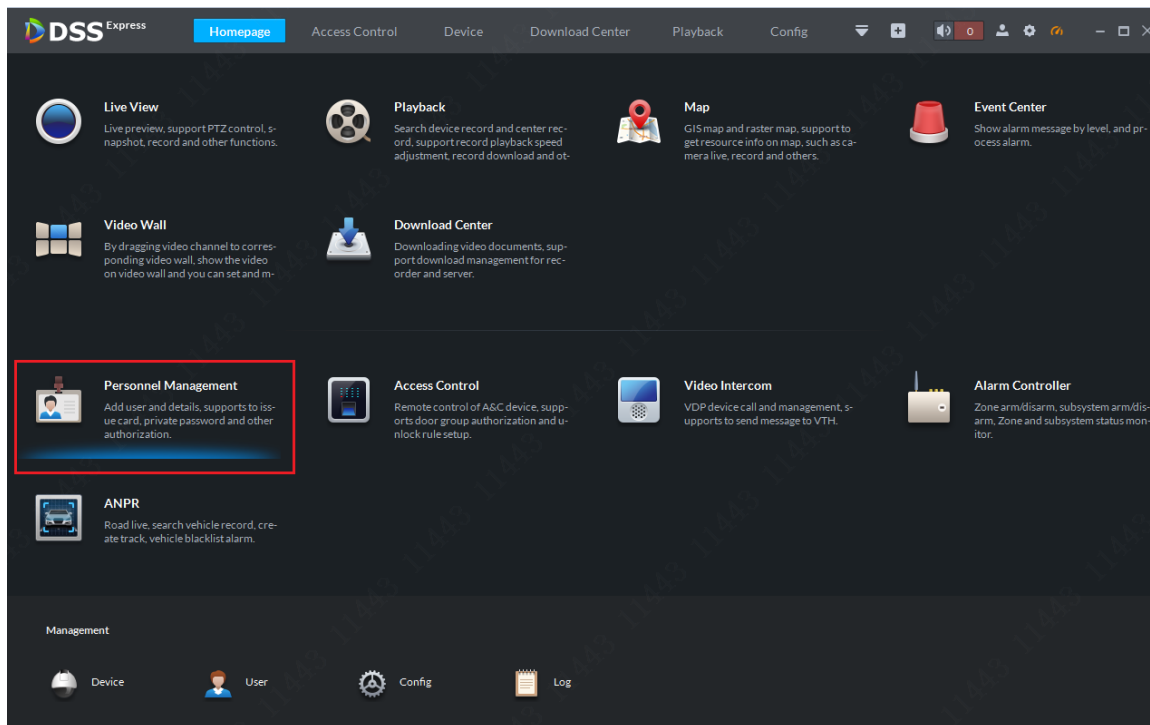 DSS Express
Homepage
Access Control
Device
Download Center
Playback
Config
0
Live View
Live preview, support PTZ control, s-
napshot, record and other functions.
Playback
Search device record and center rec-
ord, support record playback speed
adjustment, record download and ot-
Map
GIS map and raster map, support to
get resource info on map, such as ca-
mera live, record and others.
Event Center
Show alarm message by level, and pr-
ocess alarm.
Video Wall
By dragging video channel to corres-
ponding video wall, show the video
on video wall and you can set and m-
Download Center
Downloading video documents, sup-
port download management for rec-
order and server.
Personnel Management
Add user and details, supports to iss-
ue card, private password and other
authorization.
Access Control
Remote control of A&C device, supp-
orts door group authorization and u-
nlock rule setup.
Video Intercom
VDP device call and management, s-
upports to send message to VTH.
Alarm Controller
Zone arm/disarm, subsystem arm/dis-
arm, Zone and subsystem status mon-
itor.
ANPR
Road live, search vehicle record, cre-
ate track, vehicle blacklist alarm.
Management
Device
User
Config
Log